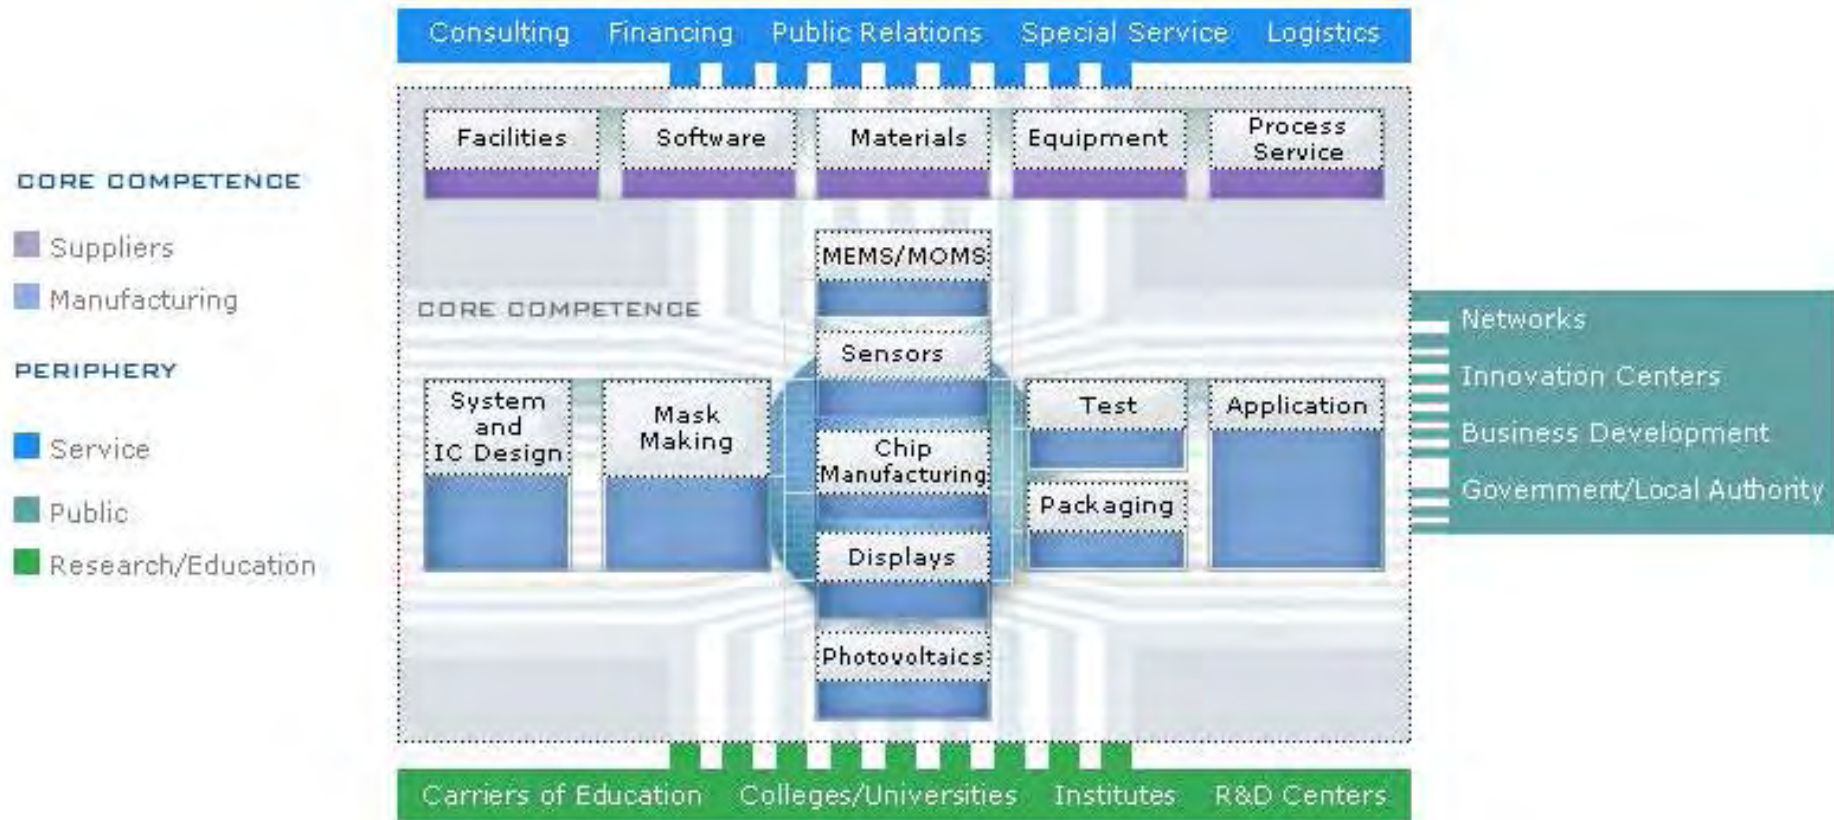 Consulting Financing Public Relations Special Service Logistics
Facilities Software Materials Equipment Process
Service
CORE COMPETENCE
Suppliers
Manufacturing
PERIPHERY
Service
Public
Research/Education
CORE COMPETENCE
MEMS/MOMS
Sensors
System
and
IC Design
Mask
Making
Chip
Manufacturing
Displays
Photovoltaics
Test
Packaging
Application
Networks
Innovation Centers
Business Development
Government/Local Authority
Carriers of Education Colleges/Universities Institutes R&D Centers